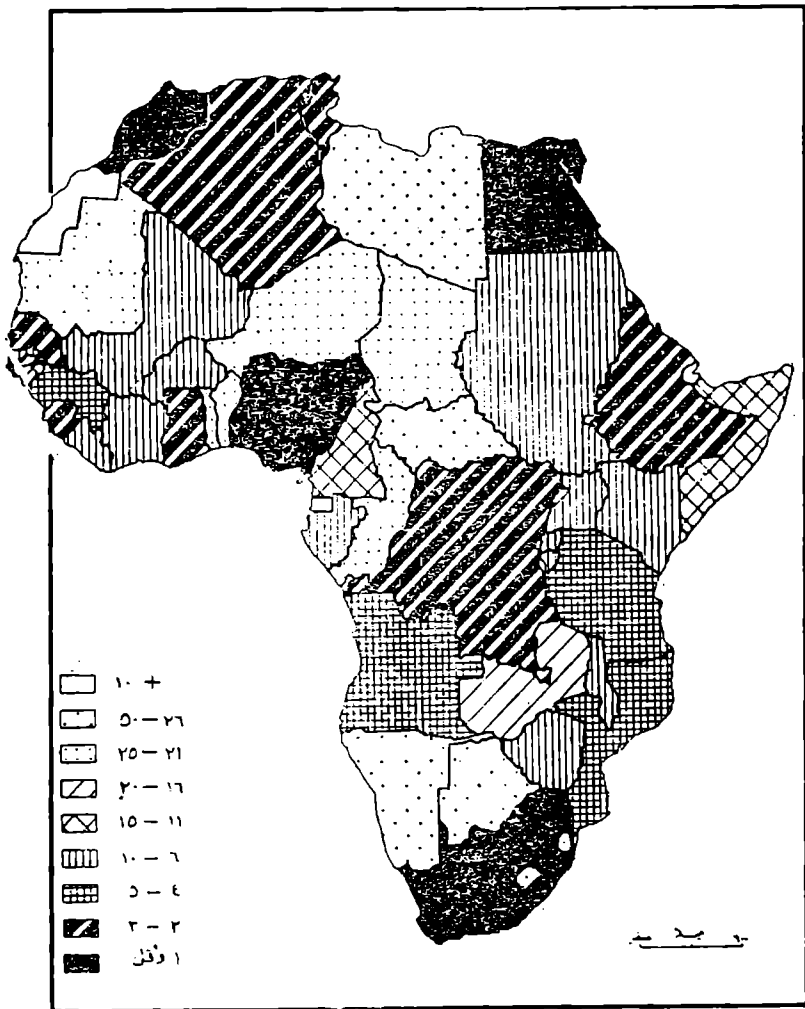 + ١٠
٢٦ – ٥٠
٢١ – ٢٥
١٦ – ٢٠
١١ – ١٥
٦ – ١٠
٤ – ٥
٢ – ٣
١ وأقل